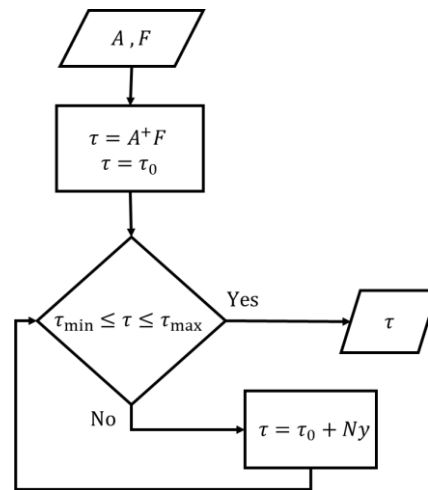 A , F
τ = A⁺F
τ = τ₀
τ_min ≤ τ ≤ τ_max
Yes
τ
No
τ = τ₀ + Ny